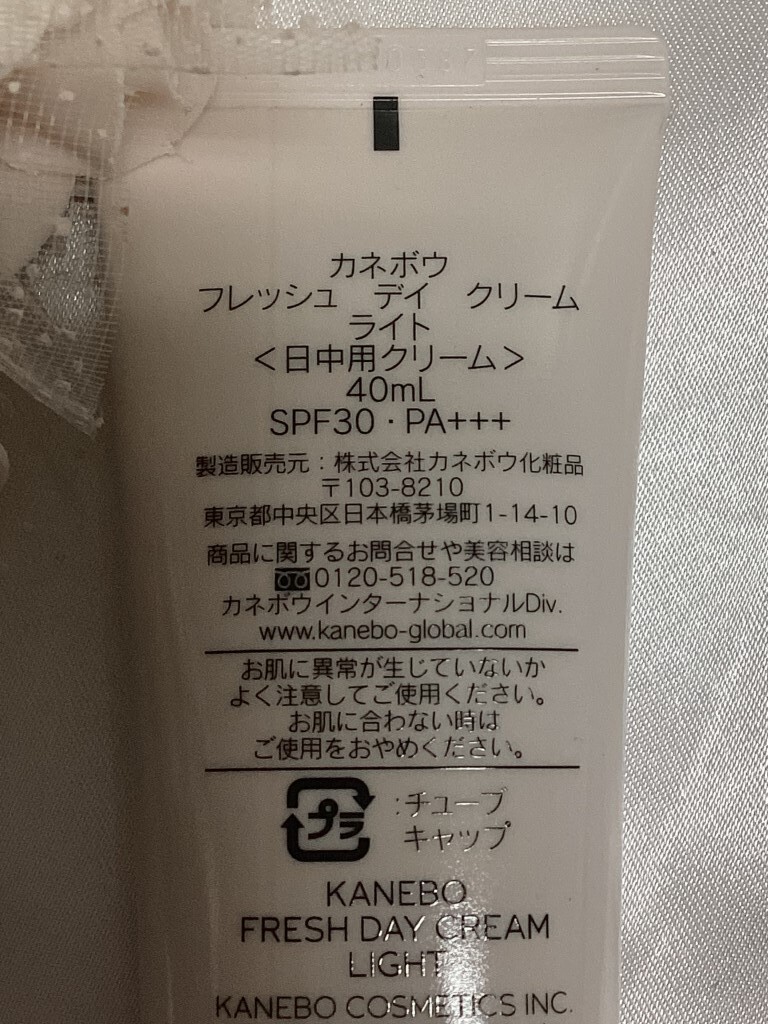 カネボウ
フレッシュ デイ クリーム
ライト
<日中用クリーム>
40mL
SPF30・PA+++
製造販売元:株式会社カネボウ化粧品
〒103-8210
東京都中央区日本橋茅場町1-14-10
商品に関するお問合せや美容相談は
0120-518-520
カネボウインターナショナルDiv.
www.kanebo-global.com
お肌に異常が生じていないか
よく注意してご使用ください。
お肌に合わない時は
ご使用をおやめください。
プラ :チューブ
キャップ
KANEBO
FRESH DAY CREAM
LIGHT
KANEBO COSMETICS INC.